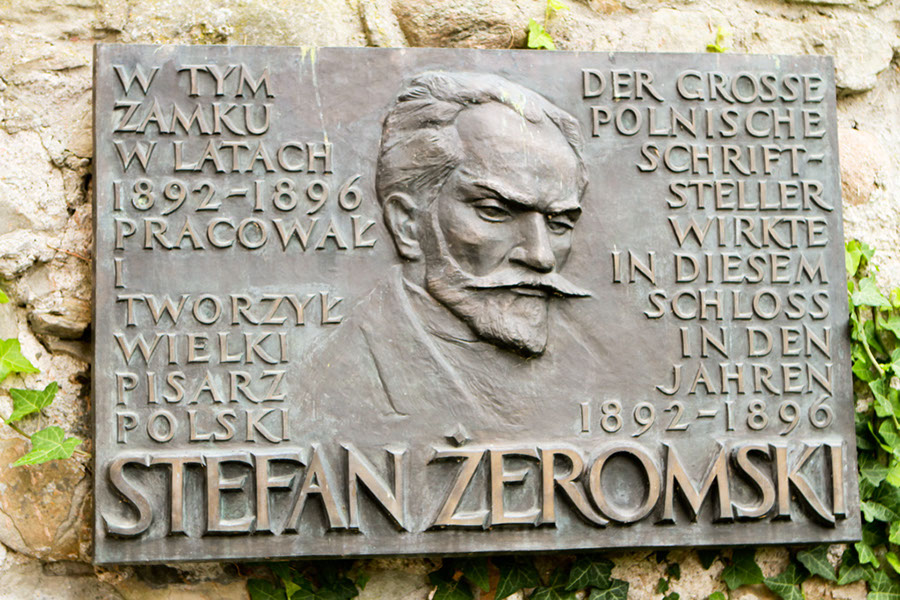 W TYM
ZAMKU
W LATACH
1892-1896
PRACOWAŁ
I
TWORZYŁ
WIELKI
PISARZ
POLSKI
DER GROSSE
POLNISCHE
SCHRIFT-
STELLER
WIRKTE
IN DIESEM
SCHLOSS
IN DEN
JAHREN
1892-1896
STEFAN ŻEROMSKI